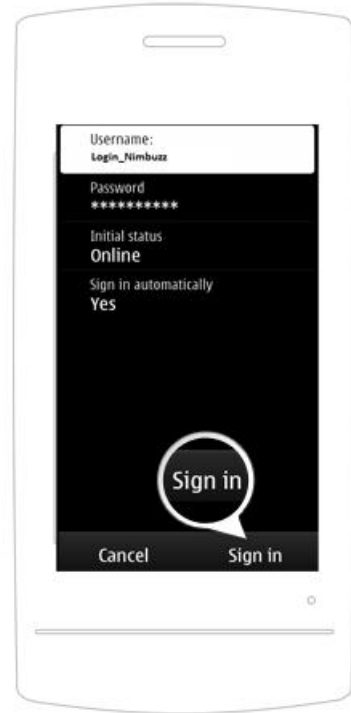 Username:
Login_Nimbuzz
Password
**********
Initial status
Online
Sign in automatically
Yes
Sign in
Cancel Sign in